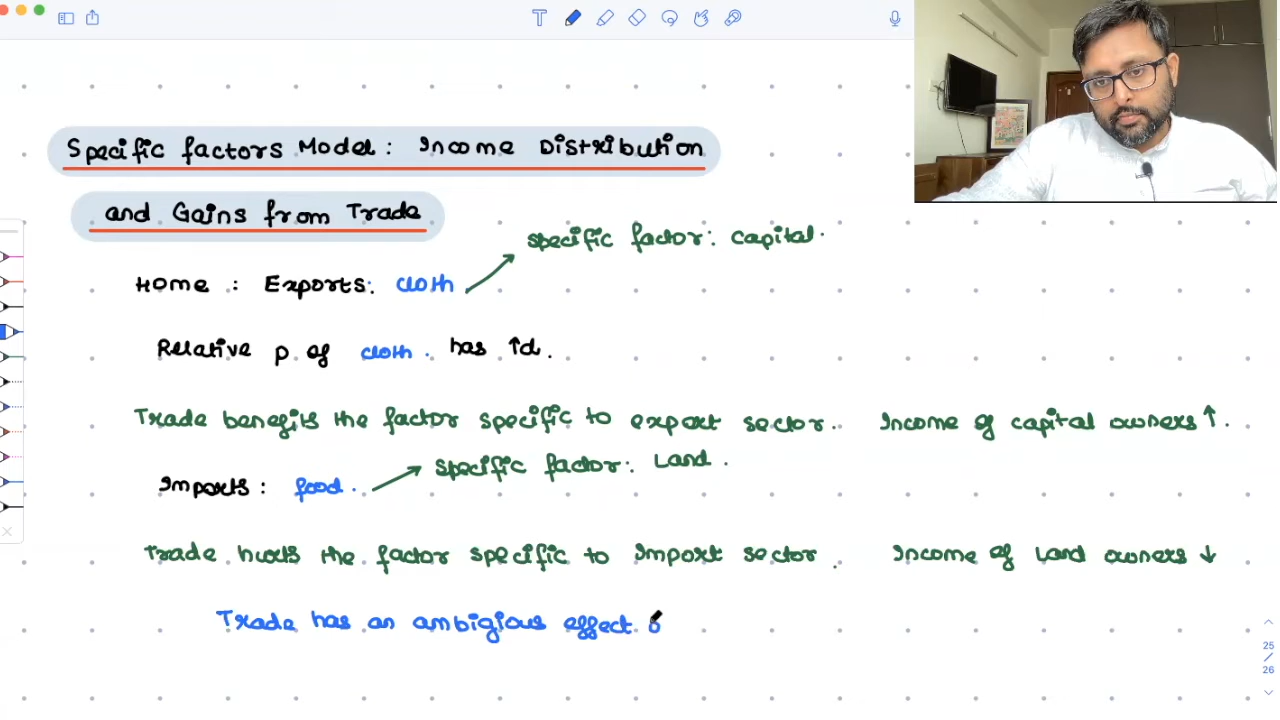 Specific factors Model: Income Distribution
and Gains from Trade
specific factor: capital.
Home : Exports: cloth
Relative p of cloth. has ↑d.
Trade benefits the factor specific to export sector. Income of capital owners ↑.
specific factor: Land.
Imports: food.
Trade hurts the factor specific to import sector. Income of Land owners ↓
Trade has an ambigious effect o
25
/
26